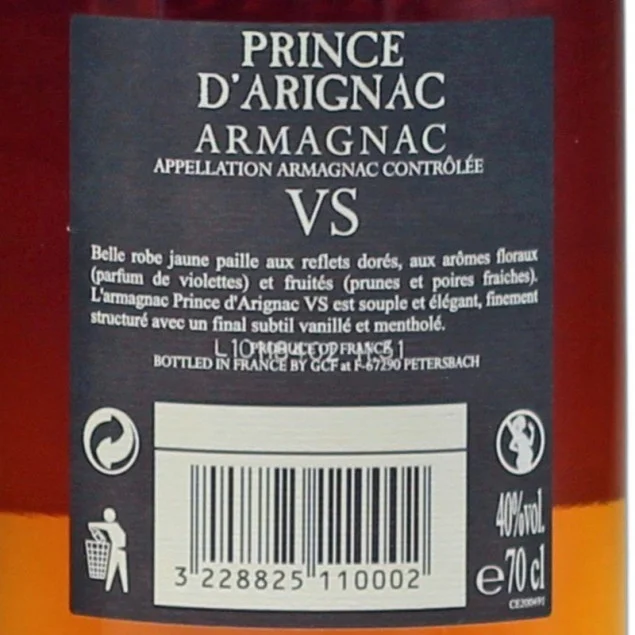 PRINCE
D'ARIGNAC
ARMAGNAC
APPELLATION ARMAGNAC CONTRÔLÉE
VS
Belle robe jaune paille aux reflets dorés, aux arômes floraux
(parfum de violettes) et fruités (prunes et poires fraiches).
L'armagnac Prince d'Arignac VS est souple et élégant, finement
structuré avec un final subtil vanillé et mentholé.
PRODUCE OF FRANCE
BOTTLED IN FRANCE BY GCF at F-67290 PETERSBACH
40%vol.
3 228825 110002
e70 cl